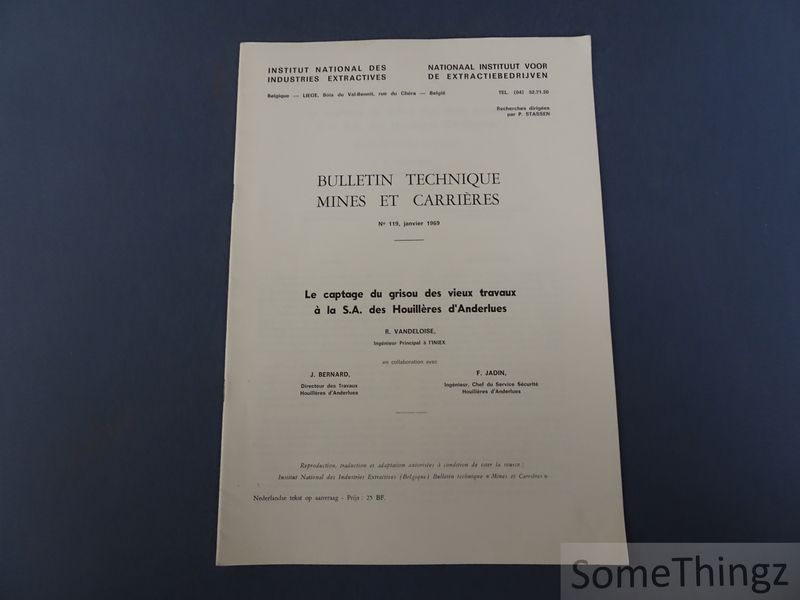 INSTITUT NATIONAL DES
INDUSTRIES EXTRACTIVES
NATIONAAL INSTITUUT VOOR
DE EXTRACTIEBEDRIJVEN
Belgique — LIEGE, Bois du Val-Benoit, rue du Chéra — België
TEL. (04) 52.71.50
Recherches dirigées
par P. STASSEN
BULLETIN TECHNIQUE
MINES ET CARRIÈRES
No 119, janvier 1969
Le captage du grisou des vieux travaux
à la S.A. des Houillères d'Anderlues
R. VANDELOISE,
Ingénieur Principal à l'INIEX
en collaboration avec
J. BERNARD,
Directeur des Travaux
Houillères d'Anderlues
F. JADIN,
Ingénieur, Chef du Service Sécurité
Houillères d'Anderlues
Reproduction, traduction et adaptation autorisées à condition de citer la source :
Institut National des Industries Extractives (Belgique) Bulletin technique « Mines et Carrières »
Nederlandse tekst op aanvraag - Prijs : 25 BF.
SomeThingz